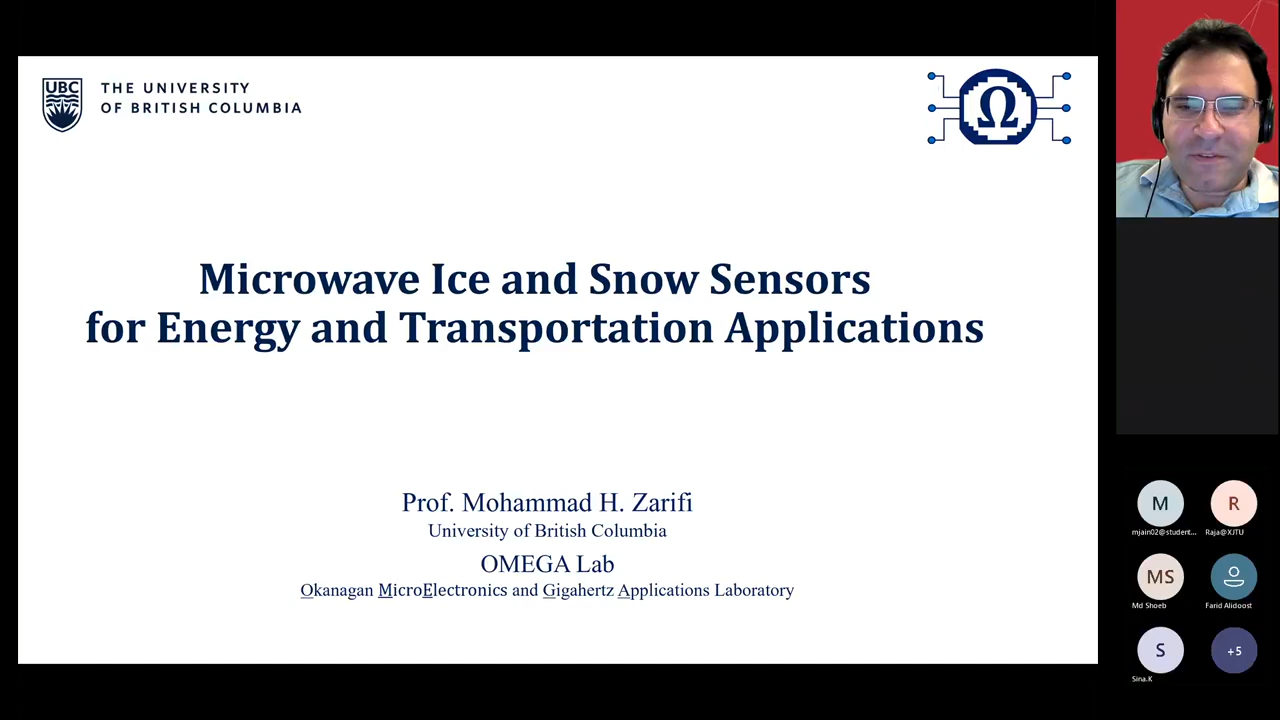 UBC
THE UNIVERSITY
OF BRITISH COLUMBIA
Ω
Microwave Ice and Snow Sensors
for Energy and Transportation Applications
Prof. Mohammad H. Zarifi
University of British Columbia
OMEGA Lab
Okanagan MicroElectronics and Gigahertz Applications Laboratory
M
R
mjain02@student...
Raja@XJTU
MS
Md Shoeb
Farid Alidoost
S
+5
Sina.K